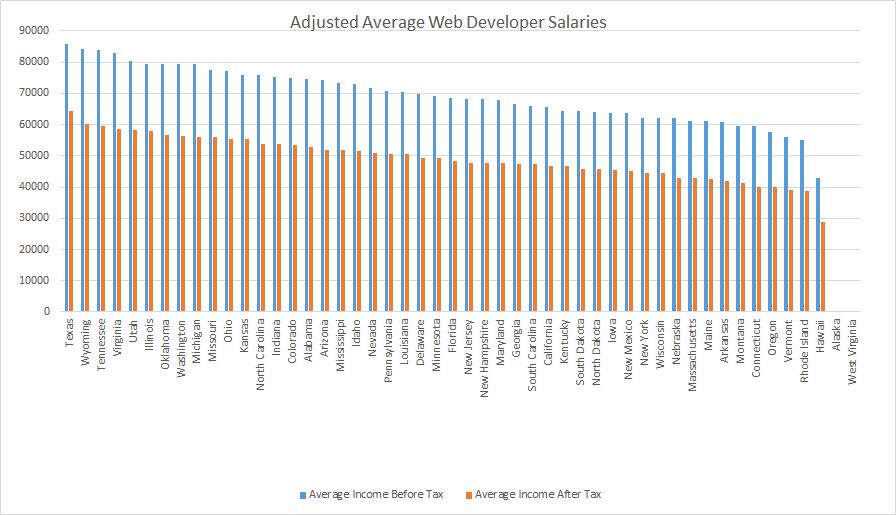 Adjusted Average Web Developer Salaries
90000
80000
70000
60000
50000
40000
30000
20000
10000
0
Texas
Wyoming
Tennessee
Virginia
Utah
Illinois
Oklahoma
Washington
Michigan
Missouri
Ohio
Kansas
North Carolina
Indiana
Colorado
Alabama
Arizona
Mississippi
Idaho
Nevada
Pennsylvania
Louisiana
Delaware
Minnesota
Florida
New Jersey
New Hampshire
Maryland
Georgia
South Carolina
California
Kentucky
South Dakota
North Dakota
Iowa
New Mexico
New York
Wisconsin
Nebraska
Massachusetts
Maine
Arkansas
Montana
Connecticut
Oregon
Vermont
Rhode Island
Hawaii
Alaska
West Virginia
Average Income Before Tax
Average Income After Tax